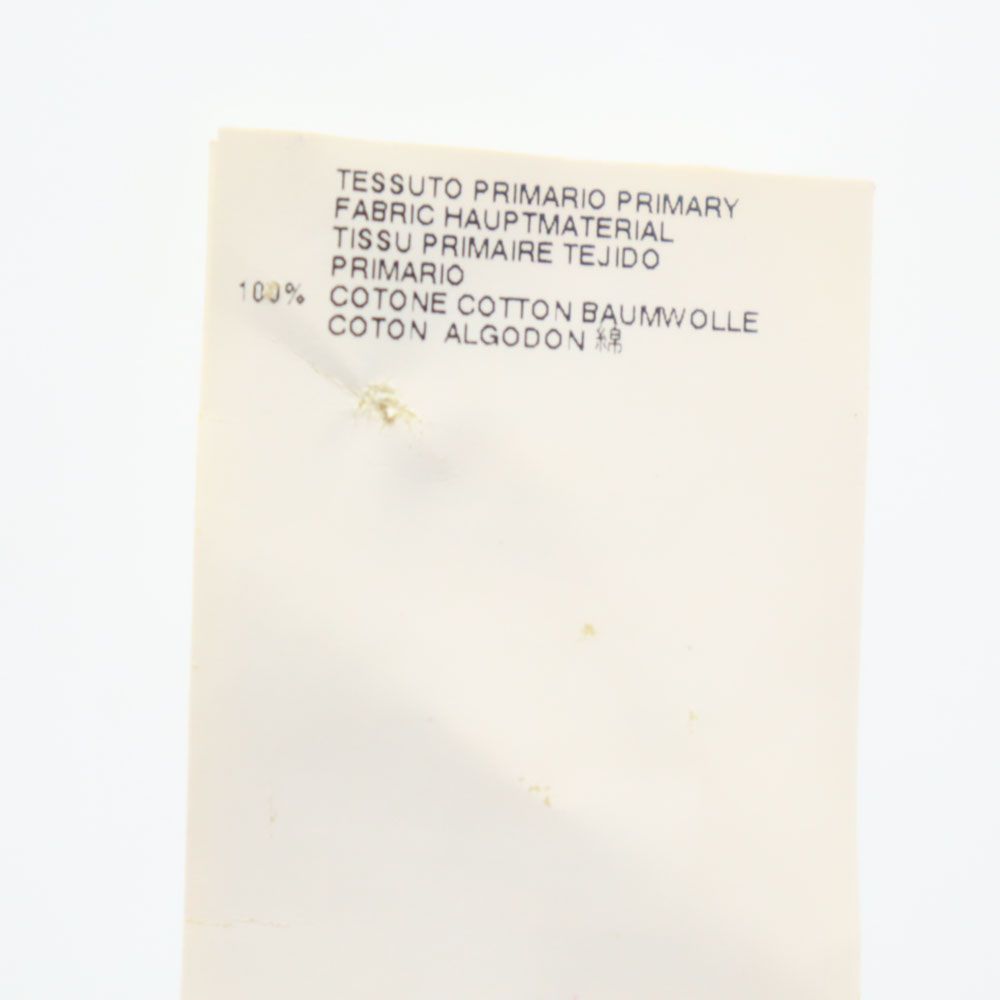 TESSUTO PRIMARIO PRIMARY
FABRIC HAUPTMATERIAL
TISSU PRIMAIRE TEJIDO
PRIMARIO
100% COTONE COTTON BAUMWOLLE
COTON ALGODON 綿